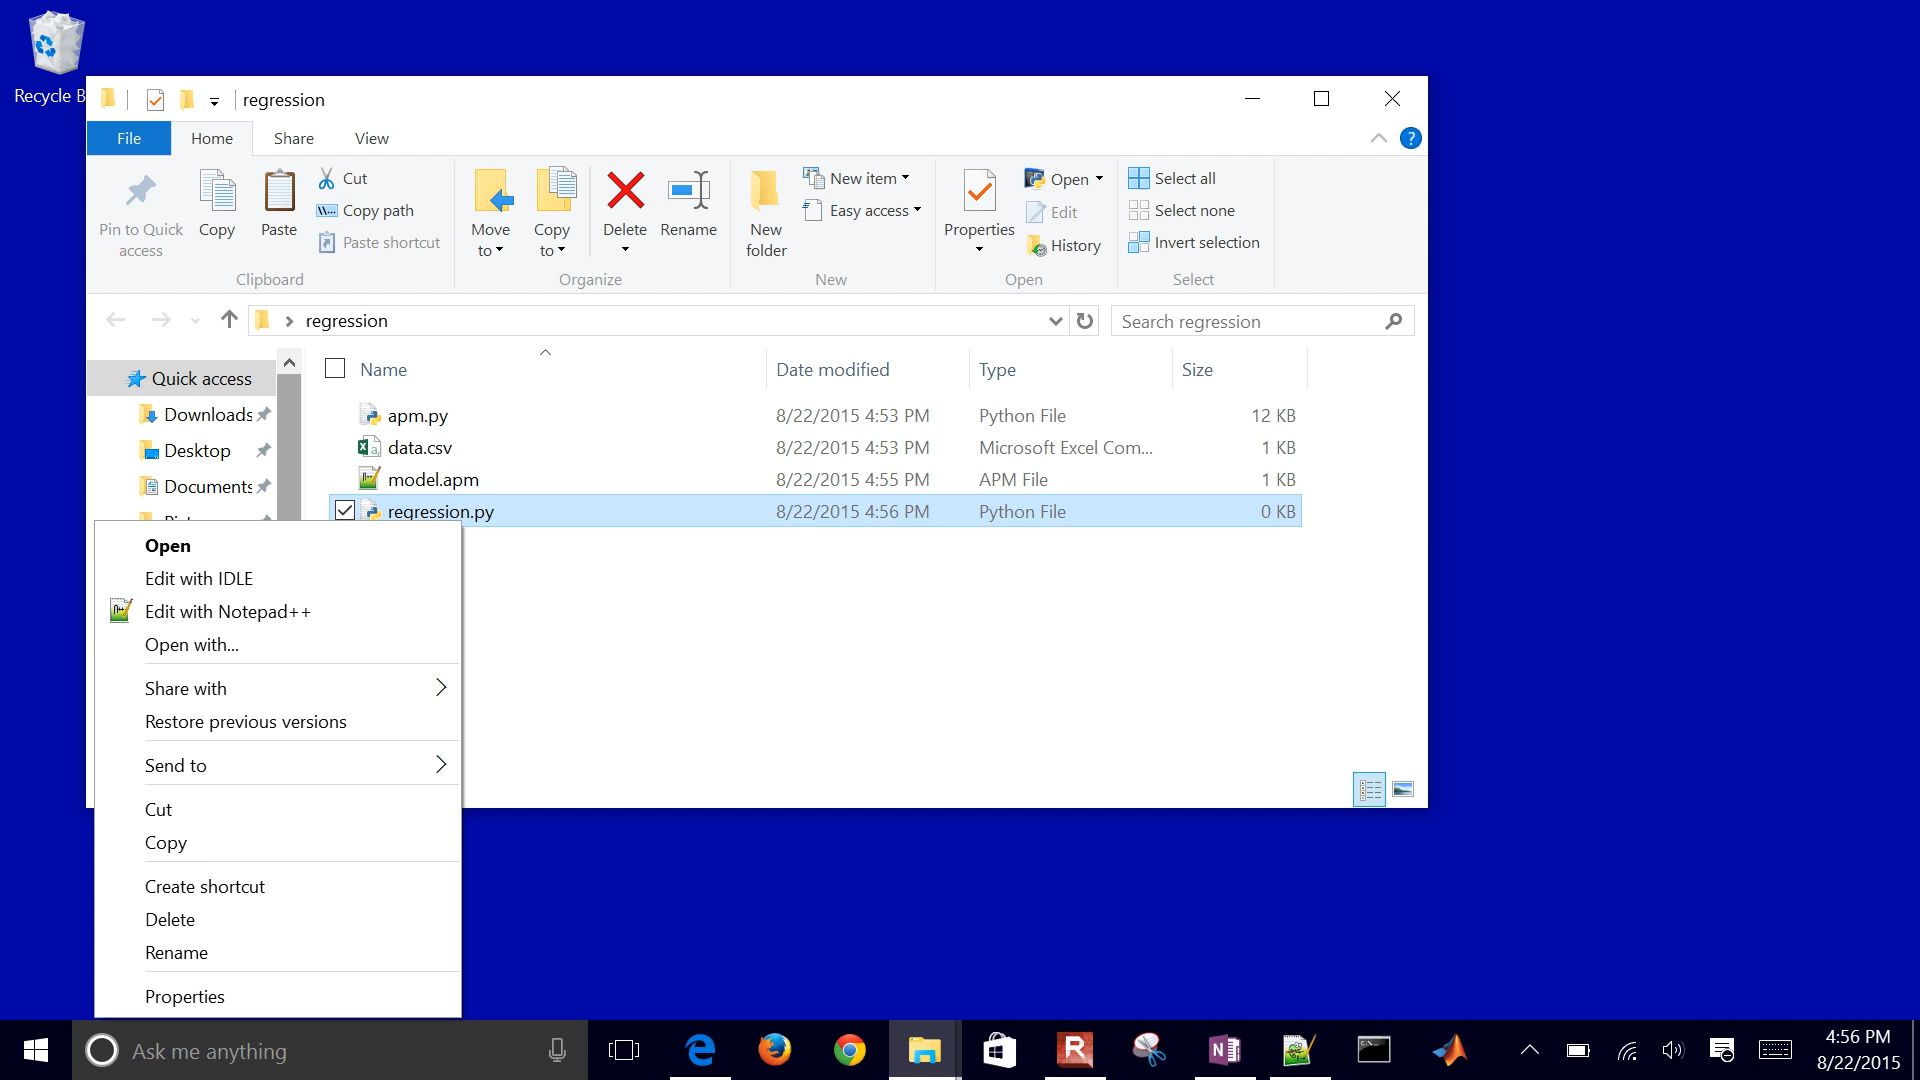 Recycle B
regression
File Home Share View
Pin to Quick access
Copy
Paste
Cut
Copy path
Paste shortcut
Clipboard
Move to
Copy to
Delete
Rename
Organize
New folder
New item
Easy access
New
Properties
Open
Edit
History
Open
Select all
Select none
Invert selection
Select
regression
Search regression
Quick access
Downloads
Desktop
Documents
Name Date modified Type Size
apm.py 8/22/2015 4:53 PM Python File 12 KB
data.csv 8/22/2015 4:53 PM Microsoft Excel Com... 1 KB
model.apm 8/22/2015 4:55 PM APM File 1 KB
regression.py 8/22/2015 4:56 PM Python File 0 KB
Open
Edit with IDLE
Edit with Notepad++
Open with...
Share with
Restore previous versions
Send to
Cut
Copy
Create shortcut
Delete
Rename
Properties
Ask me anything
4:56 PM
8/22/2015